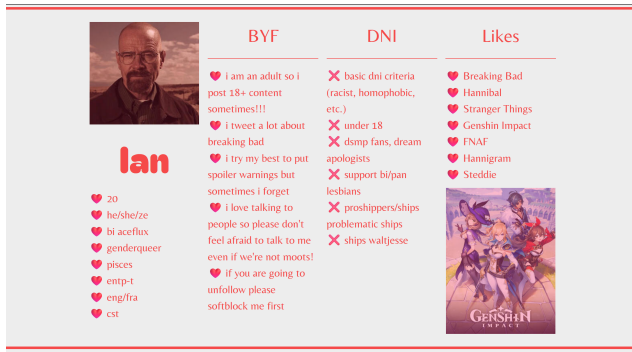 Ian
💗 20
💗 he/she/ze
💗 bi aceflux
💗 genderqueer
💗 pisces
💗 entp-t
💗 eng/fra
💗 cst
BYF
💗 i am an adult so i
post 18+ content
sometimes!!!
💗 i tweet a lot about
breaking bad
💗 i try my best to put
spoiler warnings but
sometimes i forget
💗 i love talking to
people so please don't
feel afraid to talk to me
even if we're not moots!
💗 if you are going to
unfollow please
softblock me first
DNI
❌ basic dni criteria
(racist, homophobic,
etc.)
❌ under 18
❌ dsmp fans, dream
apologists
❌ support bi/pan
lesbians
❌ proshippers/ships
problematic ships
❌ ships waltjesse
Likes
💗 Breaking Bad
💗 Hannibal
💗 Stranger Things
💗 Genshin Impact
💗 FNAF
💗 Hannigram
💗 Steddie
GENSHIN
IMPACT